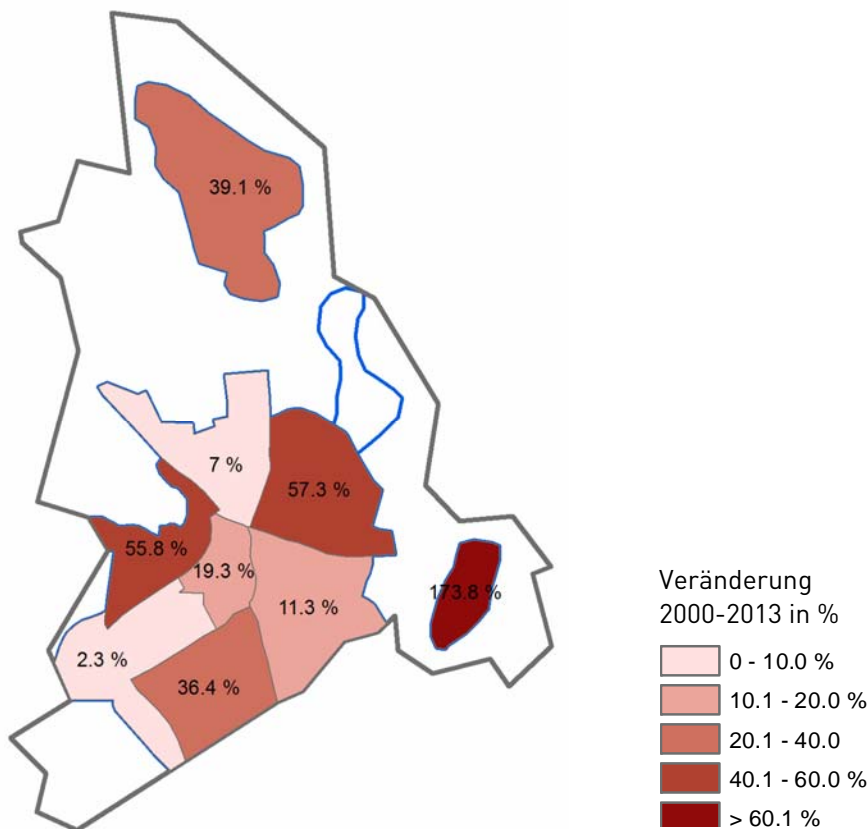 39.1 %
7 %
57.3 %
55.8 %
19.3 %
173.8 %
11.3 %
2.3 %
36.4 %
Veränderung
2000-2013 in %
0 - 10.0 %
10.1 - 20.0 %
20.1 - 40.0
40.1 - 60.0 %
> 60.1 %